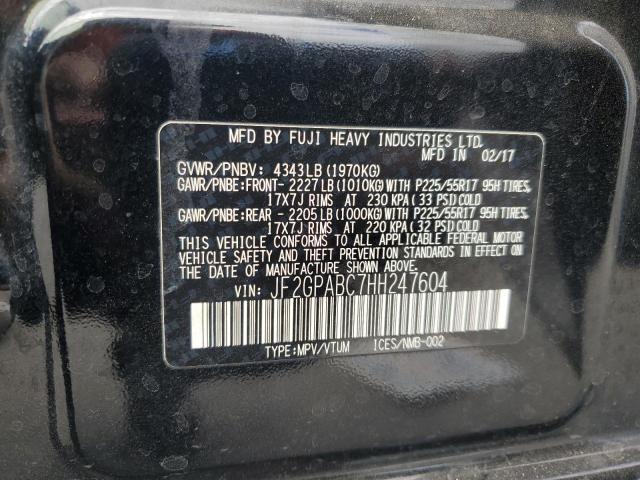 MFD BY FUJI HEAVY INDUSTRIES LTD.
MFD IN 02/17
GVWR/PNBV: 4343LB(1970KG)
GAWR/PNBE:FRONT- 2227LB(1010KG)WITH P225/55R17 95H TIRES,
17X7J RIMS AT 230 KPA (33 PSI)COLD
GAWR/PNBE:REAR - 2205LB(1000KG)WITH P225/55R17 95H TIRES,
17X7J RIMS AT 220 KPA (32 PSI)COLD
THIS VEHICLE CONFORMS TO ALL APPLICABLE FEDERAL MOTOR
VEHICLE SAFETY AND THEFT PREVENTION STANDARDS IN EFFECT ON
THE DATE OF MANUFACTURE SHOWN ABOVE.
VIN: JF2GPABC7HH247604
TYPE:MPV/VTUM ICES/NMB-002